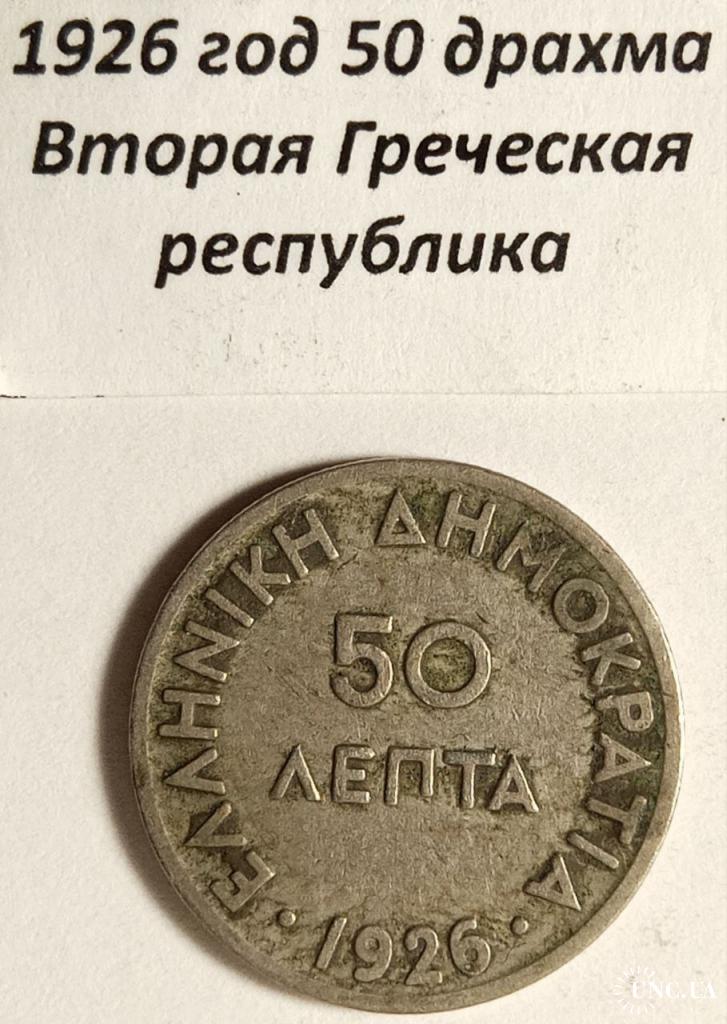 1926 год 50 драхма
Вторая Греческая
республика
ΕΛΛΗΝΙΚΗ ΔΗΜΟΚΡΑΤΙΑ
50
ΛΕΠΤΑ
· 1926 ·
UNC.UA